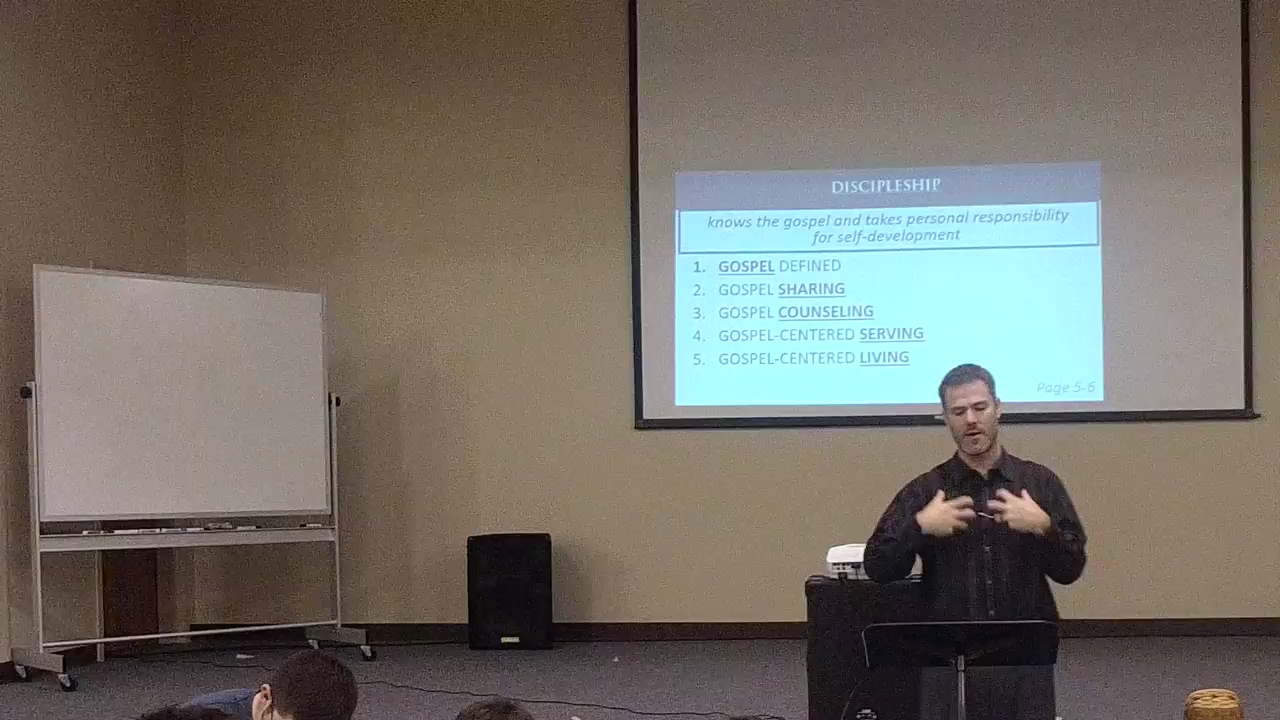 DISCIPLESHIP
knows the gospel and takes personal responsibility
for self-development
1. GOSPEL DEFINED
2. GOSPEL SHARING
3. GOSPEL COUNSELING
4. GOSPEL-CENTERED SERVING
5. GOSPEL-CENTERED LIVING
Page 5-6